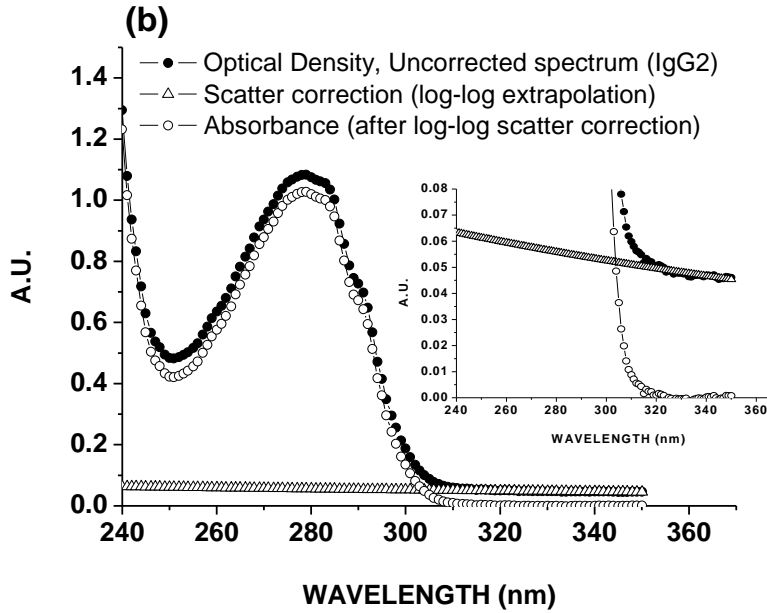 (b)
Optical Density, Uncorrected spectrum (IgG2)
Scatter correction (log-log extrapolation)
Absorbance (after log-log scatter correction)
A.U.
1.4
1.2
1.0
0.8
0.6
0.4
0.2
0.0
240 260 280 300 320 340 360
WAVELENGTH (nm)
A.U.
0.08
0.07
0.06
0.05
0.04
0.03
0.02
0.01
0.00
240 260 280 300 320 340 360
WAVELENGTH (nm)